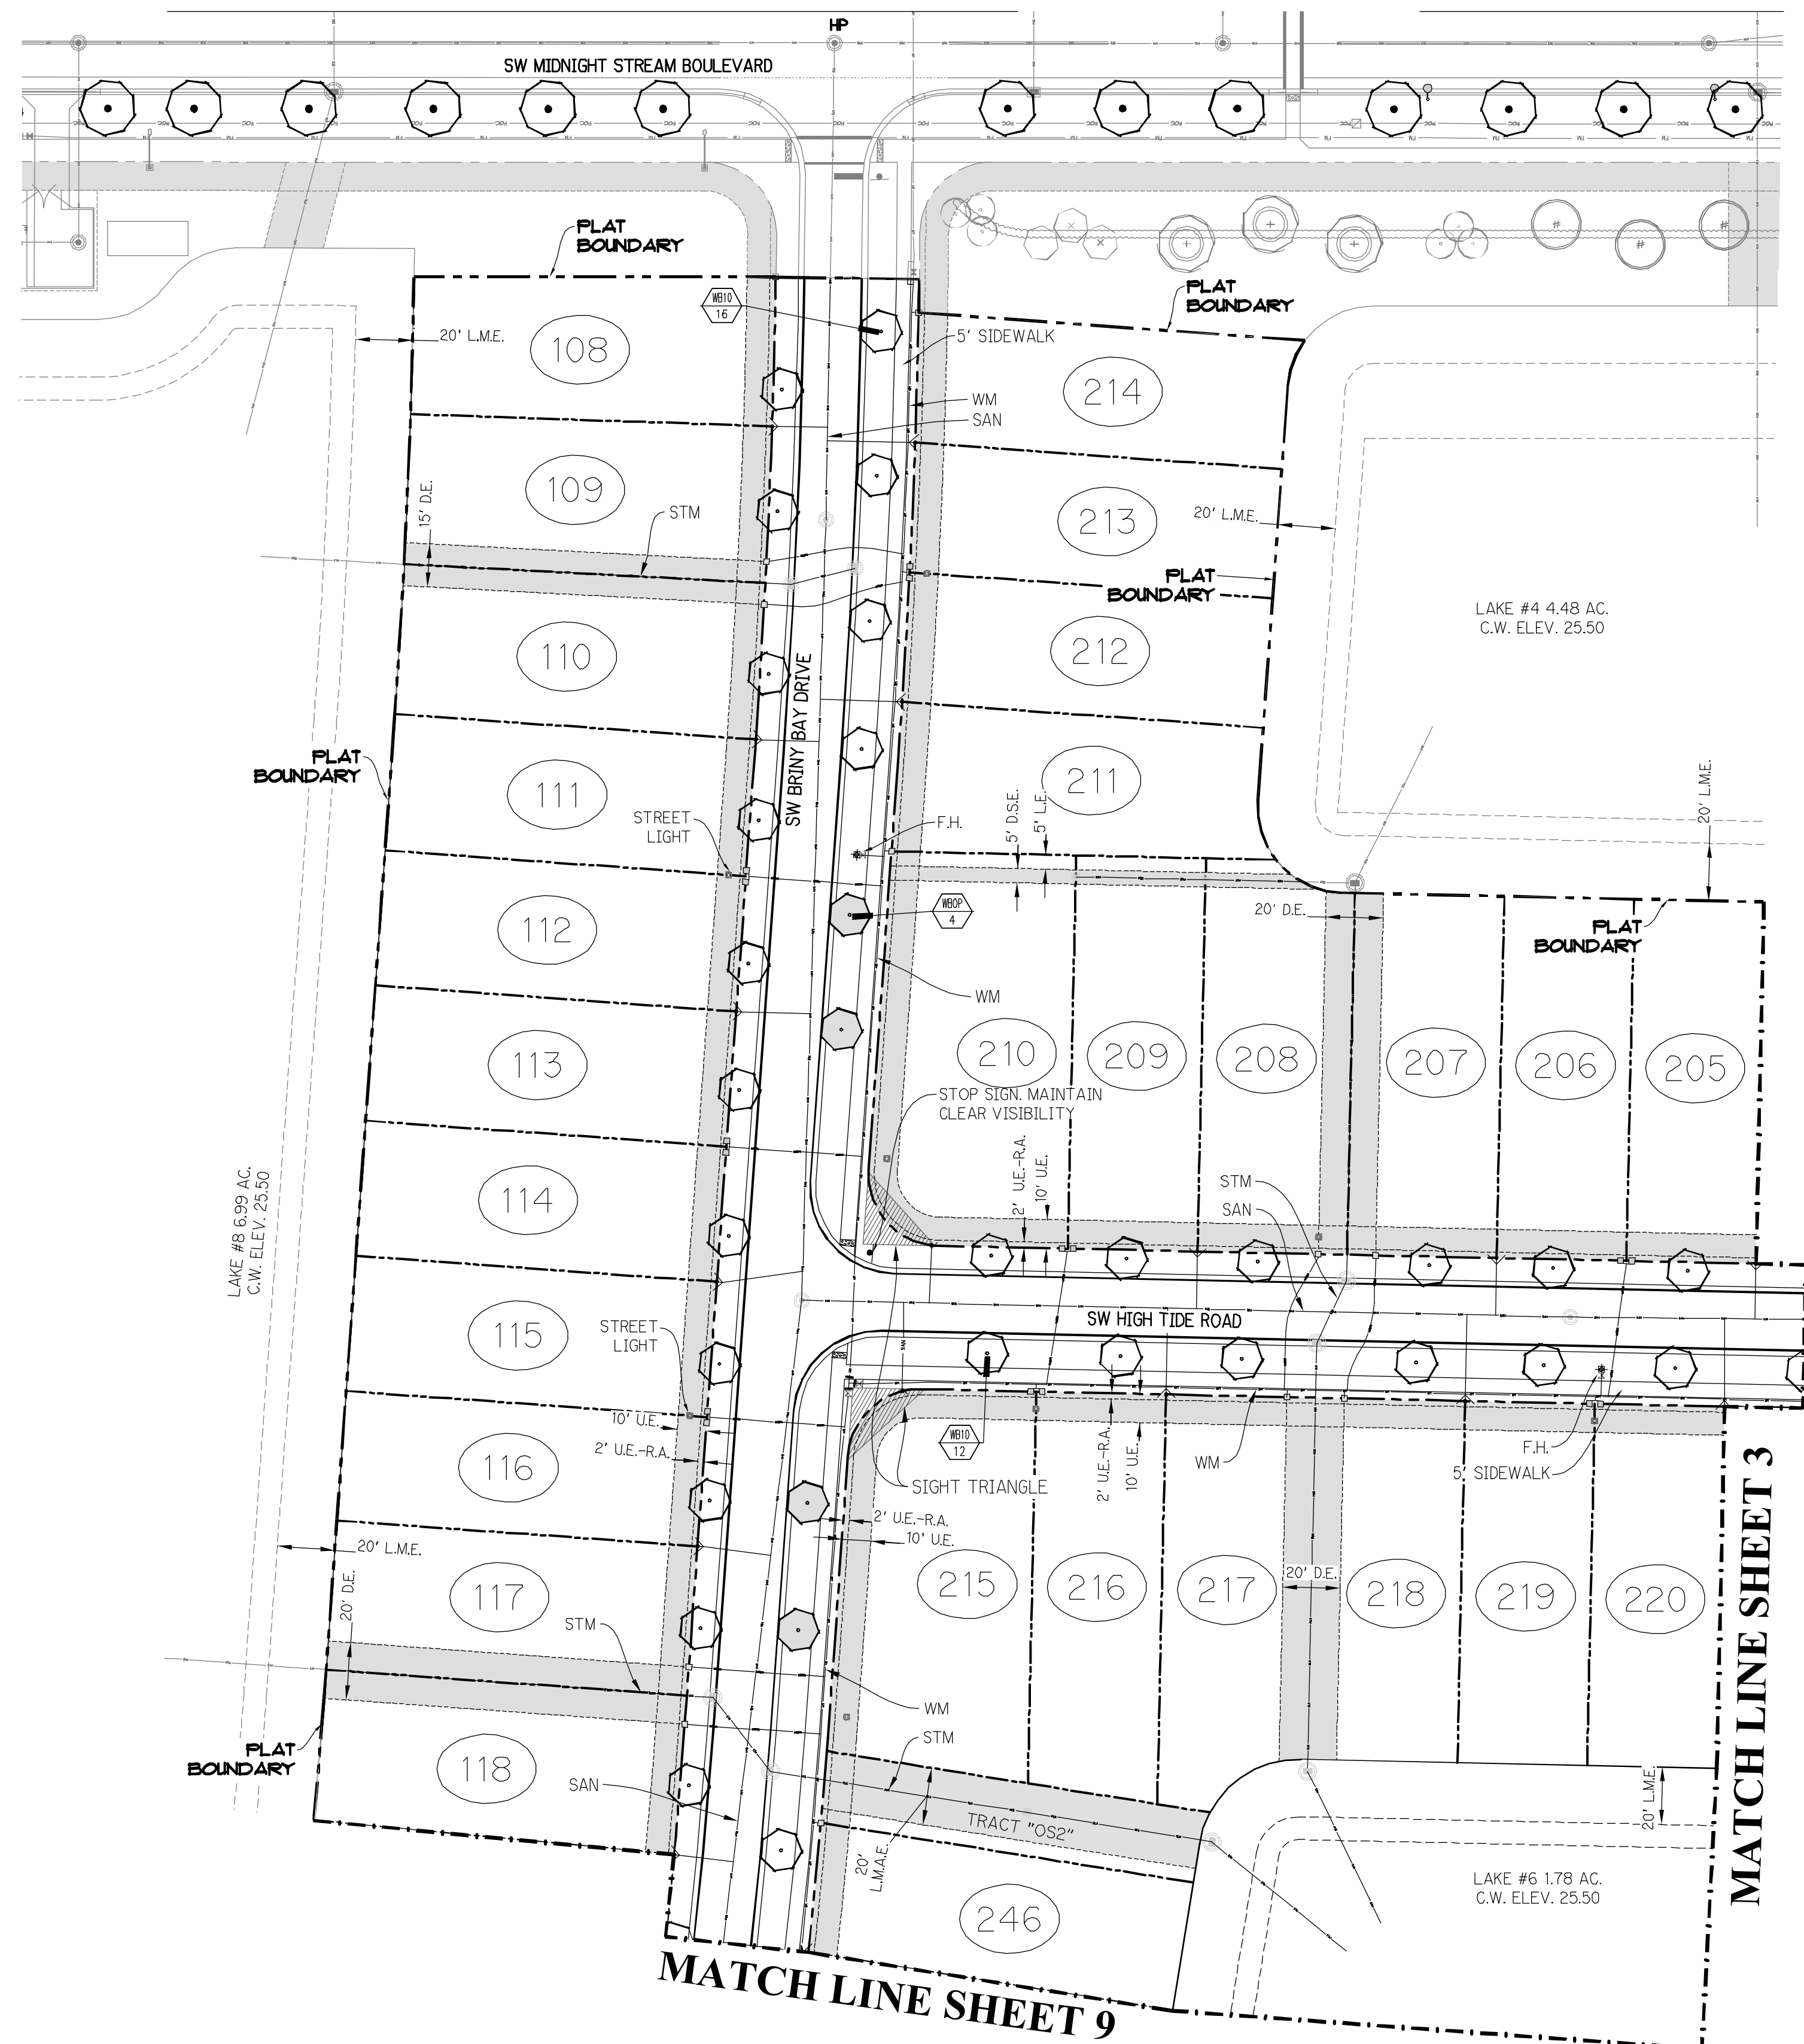 HP
SW MIDNIGHT STREAM BOULEVARD
PLAT
BOUNDARY
PLAT
BOUNDARY
WB10
16
20' L.M.E.
108
5' SIDEWALK
214
WM
SAN
109
15' D.E.
STM
213
20' L.M.E.
PLAT
BOUNDARY
LAKE #4 4.48 AC.
C.W. ELEV. 25.50
110
212
SW BRINY BAY DRIVE
PLAT
BOUNDARY
111
211
STREET
LIGHT
F.H.
5' D.S.E.
5' L.E.
20' L.M.E.
WBOP
4
20' D.E.
PLAT
BOUNDARY
112
WM
113
210
209
208
207
206
205
STOP SIGN. MAINTAIN
CLEAR VISIBILITY
2' U.E.-R.A.
10' U.E.
STM
SAN
114
LAKE #8 6.99 AC.
C.W. ELEV. 25.50
SW HIGH TIDE ROAD
115
STREET
LIGHT
SAN
10' U.E.
2' U.E.-R.A.
116
WB10
12
2' U.E.-R.A.
10' U.E.
WM
F.H.
5' SIDEWALK
SIGHT TRIANGLE
2' U.E.-R.A.
10' U.E.
MATCH LINE SHEET 3
20' L.M.E.
117
20' D.E.
STM
215
216
217
20' D.E.
218
219
220
WM
STM
PLAT
BOUNDARY
118
SAN
20'
L.M.A.E.
TRACT "OS2"
20' L.M.E.
LAKE #6 1.78 AC.
C.W. ELEV. 25.50
246
MATCH LINE SHEET 9